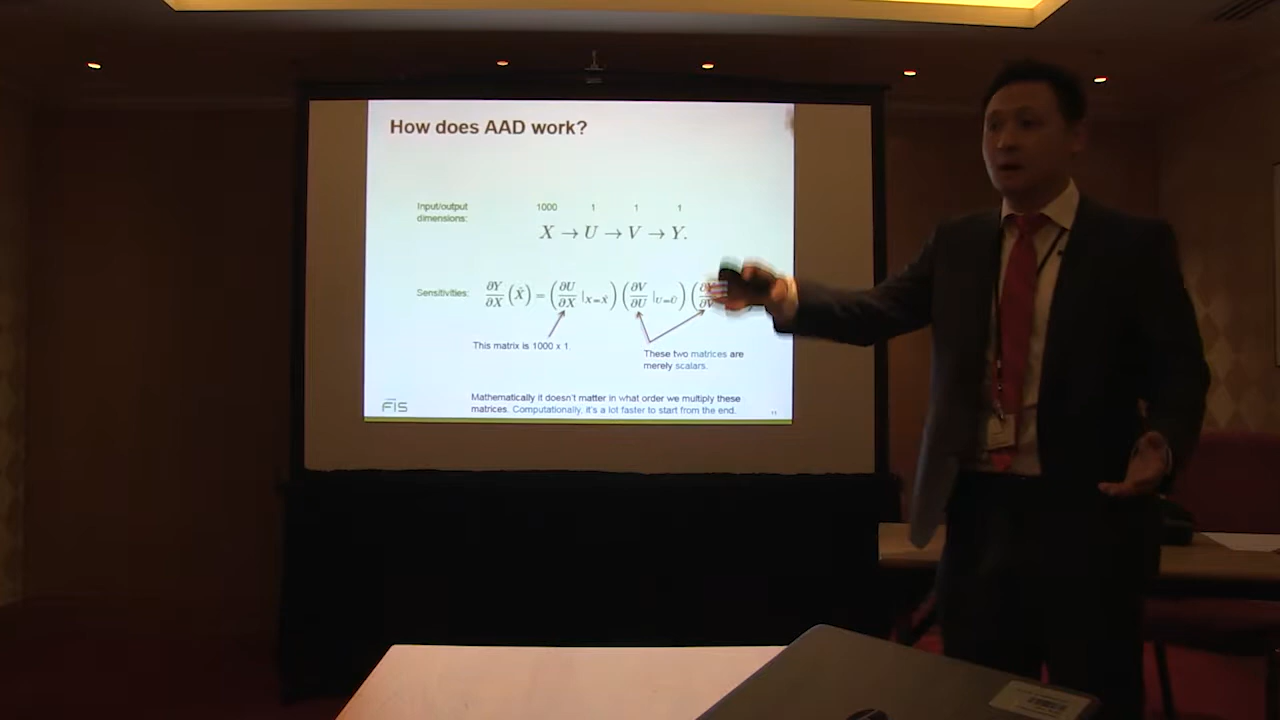 How does AAD work?
Input/output
dimensions:
1000 1 1 1
X → U → V → Y.
Sensitivities: ∂Y/∂X (X̂) = (∂U/∂X |X=X̂) (∂V/∂U |U=Û) (
This matrix is 1000 x 1.
These two matrices are
merely scalars.
Mathematically it doesn't matter in what order we multiply these
matrices. Computationally, it's a lot faster to start from the end.
FIS
11